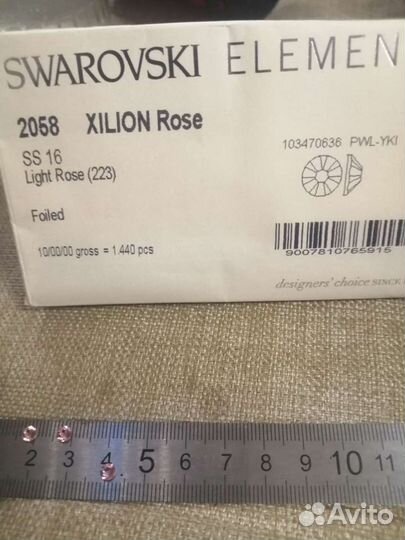 SWAROVSKI ELEMEN
2058 XILION Rose
103470636 PWL-YKI
SS 16
Light Rose (223)
Foiled
10/00/00 gross = 1.440 pcs
9007810765915
designers' choice SINCE
2 3 4 5 6 7 8 9 10 11
Avito